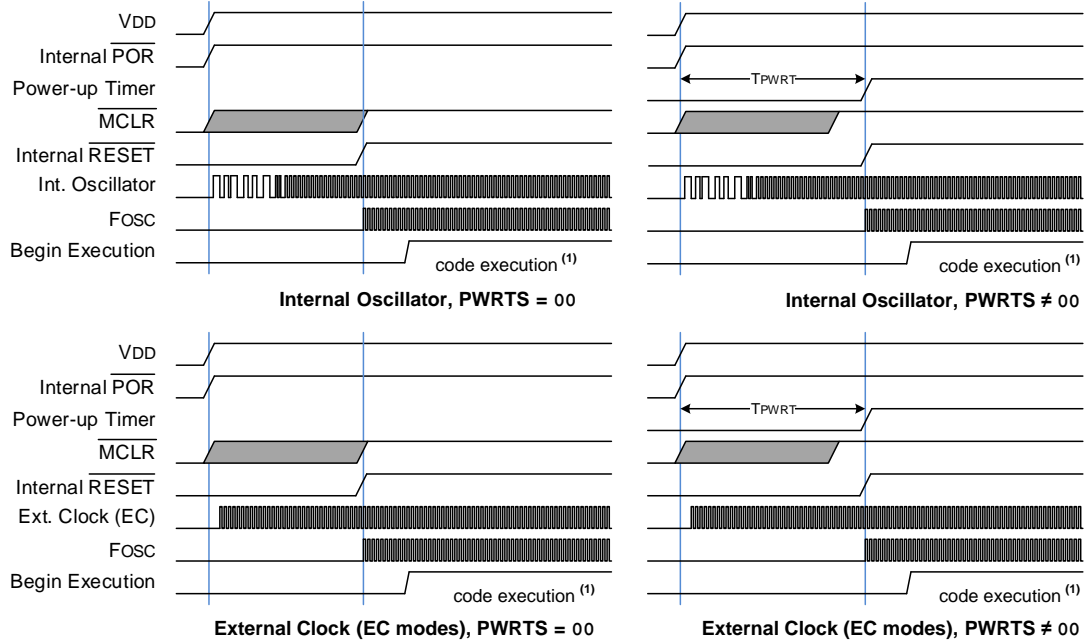 VDD
Internal POR
Power-up Timer
MCLR
Internal RESET
Int. Oscillator
FOSC
Begin Execution
code execution (1)
Internal Oscillator, PWRTS = 00
TPWRT
code execution (1)
Internal Oscillator, PWRTS ≠ 00
VDD
Internal POR
Power-up Timer
MCLR
Internal RESET
Ext. Clock (EC)
FOSC
Begin Execution
code execution (1)
External Clock (EC modes), PWRTS = 00
TPWRT
code execution (1)
External Clock (EC modes), PWRTS ≠ 00